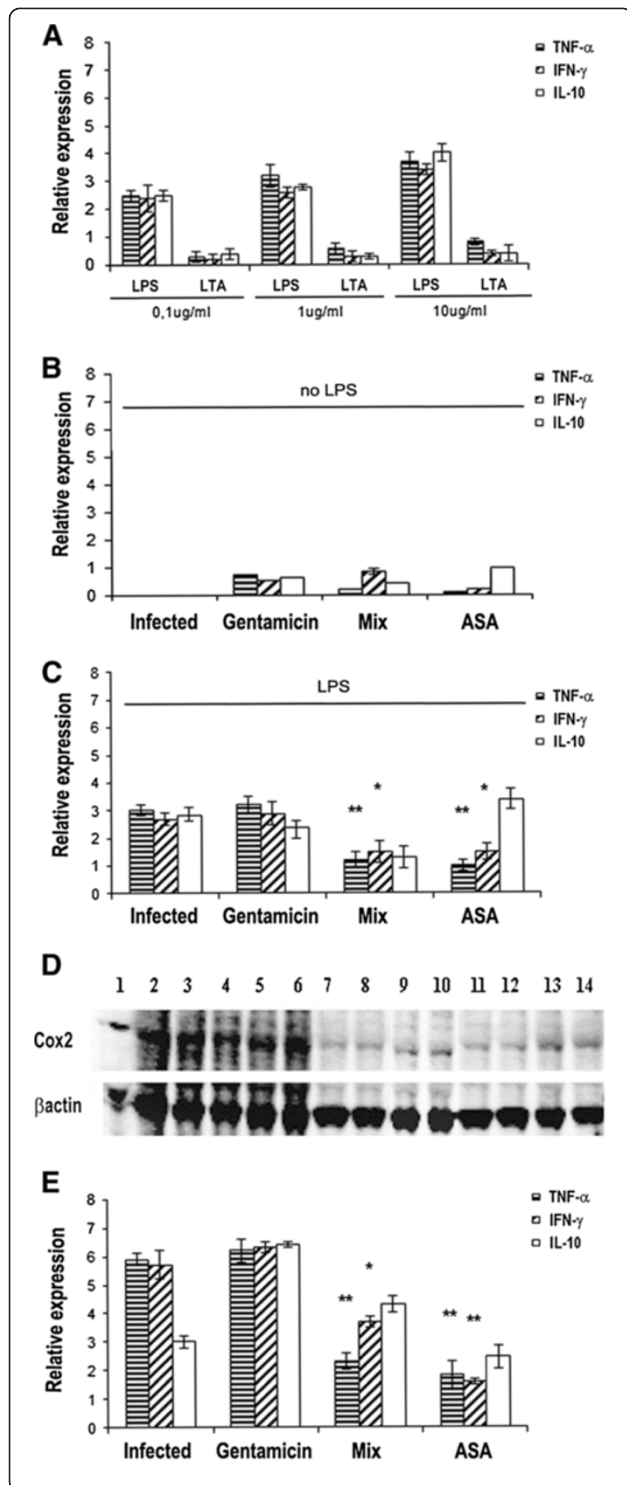 A
TNF-α
IFN-γ
IL-10
Relative expression
8
7
6
5
4
3
2
1
0
LPS LTA LPS LTA LPS LTA
0,1ug/ml 1ug/ml 10ug/ml
B
no LPS
TNF-α
IFN-γ
IL-10
Relative expression
8
7
6
5
4
3
2
1
0
Infected Gentamicin Mix ASA
C
LPS
TNF-α
IFN-γ
IL-10
Relative expression
8
7
6
5
4
3
2
1
0
** * ** *
Infected Gentamicin Mix ASA
D
1 2 3 4 5 6 7 8 9 10 11 12 13 14
Cox2
βactin
E
TNF-α
IFN-γ
IL-10
Relative expression
8
7
6
5
4
3
2
1
0
** * ** **
Infected Gentamicin Mix ASA